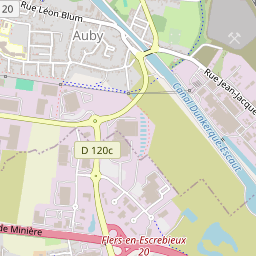 Rue Léon Blum
20
Auby
Rue Jean-Jacque
Canal Dunkerque-Escaut
D 120c
de Minière
Flers-en-Escrebieux
20